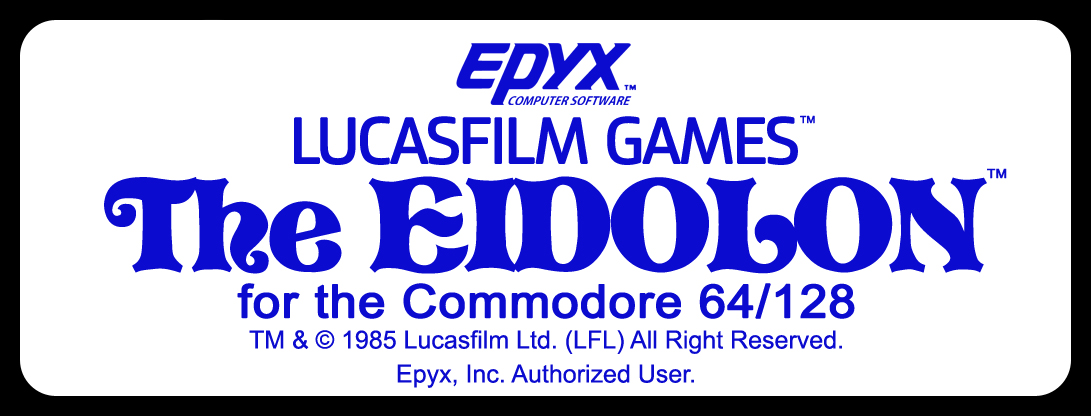 EPYX™
COMPUTER SOFTWARE
LUCASFILM GAMES™
The EIDOLON™
for the Commodore 64/128
TM & © 1985 Lucasfilm Ltd. (LFL) All Right Reserved.
Epyx, Inc. Authorized User.